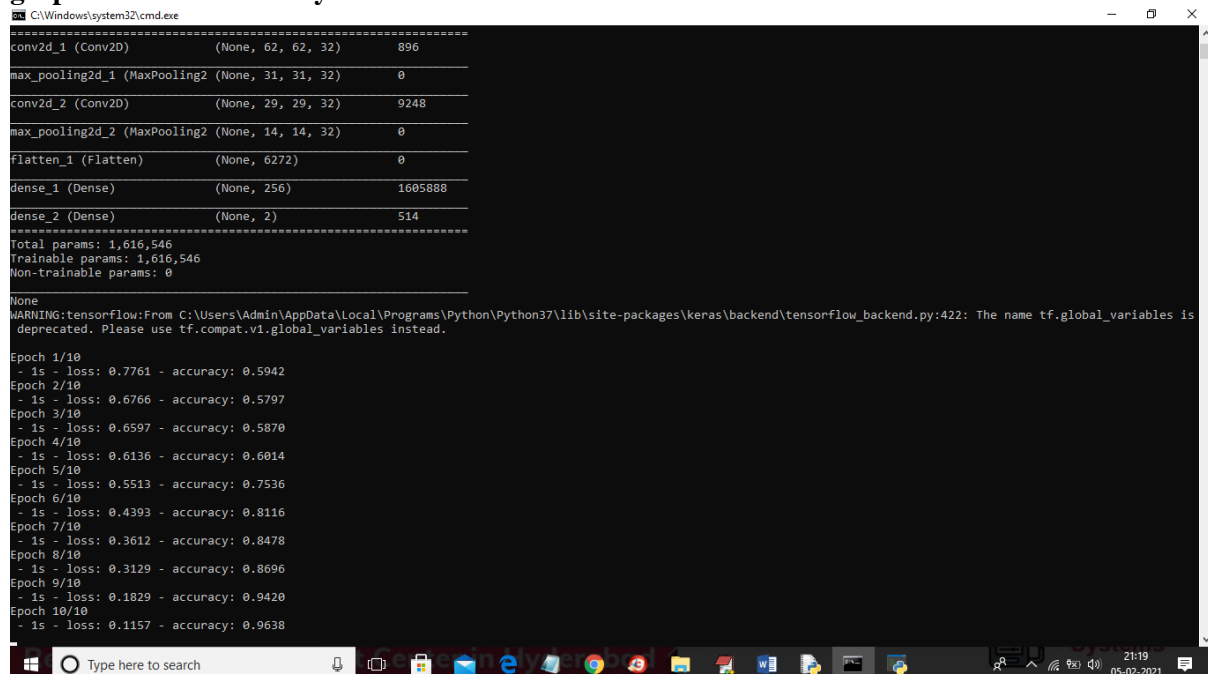 C:\Windows\system32\cmd.exe
==================================================================
conv2d_1 (Conv2D) (None, 62, 62, 32) 896
max_pooling2d_1 (MaxPooling2 (None, 31, 31, 32) 0
conv2d_2 (Conv2D) (None, 29, 29, 32) 9248
max_pooling2d_2 (MaxPooling2 (None, 14, 14, 32) 0
flatten_1 (Flatten) (None, 6272) 0
dense_1 (Dense) (None, 256) 1605888
dense_2 (Dense) (None, 2) 514
==================================================================
Total params: 1,616,546
Trainable params: 1,616,546
Non-trainable params: 0
None
WARNING:tensorflow:From C:\Users\Admin\AppData\Local\Programs\Python\Python37\lib\site-packages\keras\backend\tensorflow_backend.py:422: The name tf.global_variables is
deprecated. Please use tf.compat.v1.global_variables instead.
Epoch 1/10
- 1s - loss: 0.7761 - accuracy: 0.5942
Epoch 2/10
- 1s - loss: 0.6766 - accuracy: 0.5797
Epoch 3/10
- 1s - loss: 0.6597 - accuracy: 0.5870
Epoch 4/10
- 1s - loss: 0.6136 - accuracy: 0.6014
Epoch 5/10
- 1s - loss: 0.5513 - accuracy: 0.7536
Epoch 6/10
- 1s - loss: 0.4393 - accuracy: 0.8116
Epoch 7/10
- 1s - loss: 0.3612 - accuracy: 0.8478
Epoch 8/10
- 1s - loss: 0.3129 - accuracy: 0.8696
Epoch 9/10
- 1s - loss: 0.1829 - accuracy: 0.9420
Epoch 10/10
- 1s - loss: 0.1157 - accuracy: 0.9638
Type here to search
21:19
05-02-2021